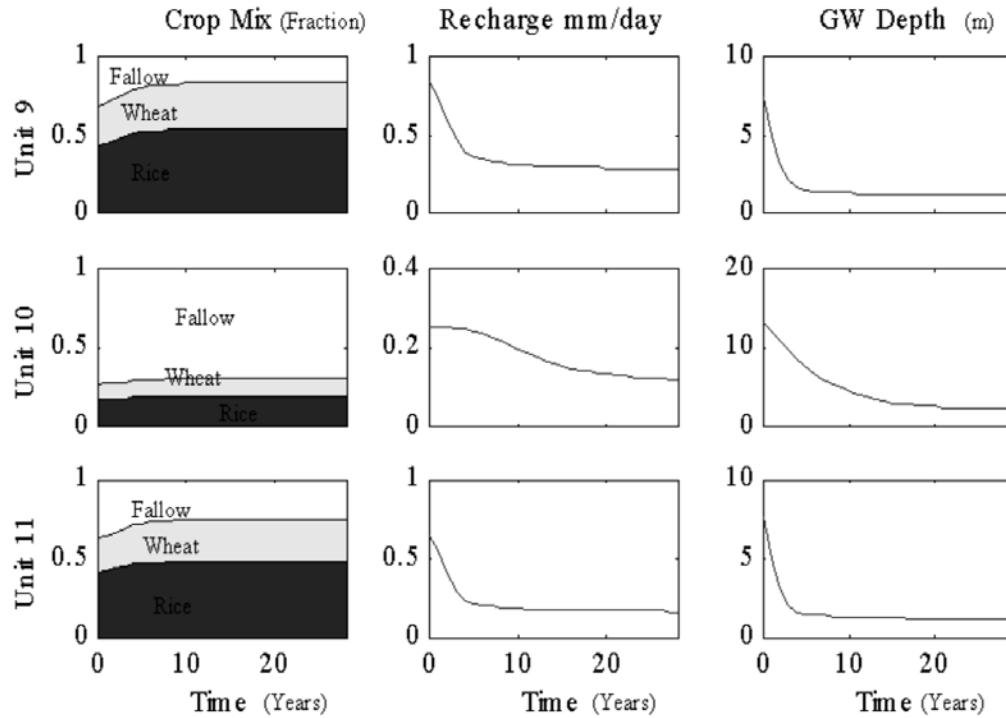 Crop Mix (Fraction)
Recharge mm/day
GW Depth (m)
Unit 9
1
0.5
0
Fallow
Wheat
Rice
1
0.5
0
10
5
0
Unit 10
1
0.5
0
Fallow
Wheat
Rice
0.4
0.2
0
20
10
0
Unit 11
1
0.5
0
Fallow
Wheat
Rice
1
0.5
0
10
5
0
0 10 20
0 10 20
0 10 20
Time (Years)
Time (Years)
Time (Years)